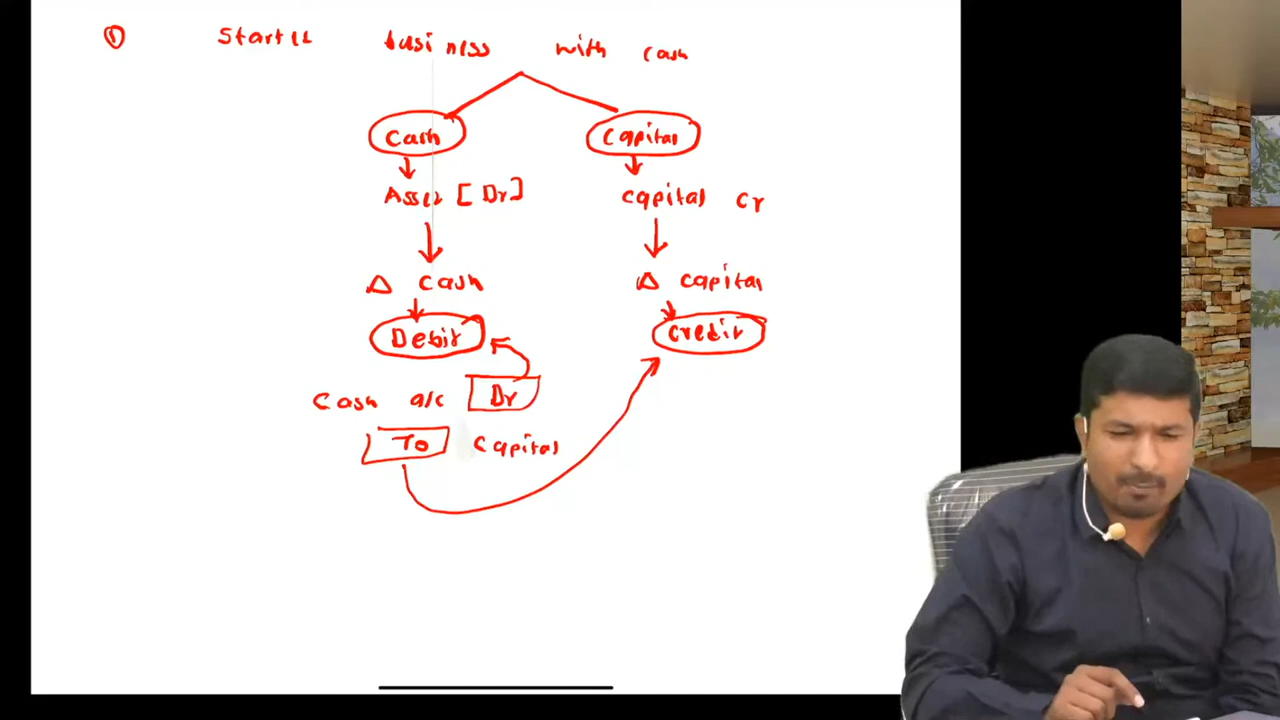 ① Started business with cash
Cash Capital
Asset [Dr] Capital Cr
Δ Cash Δ Capital
Debit Credit
Cash a/c Dr
To Capital